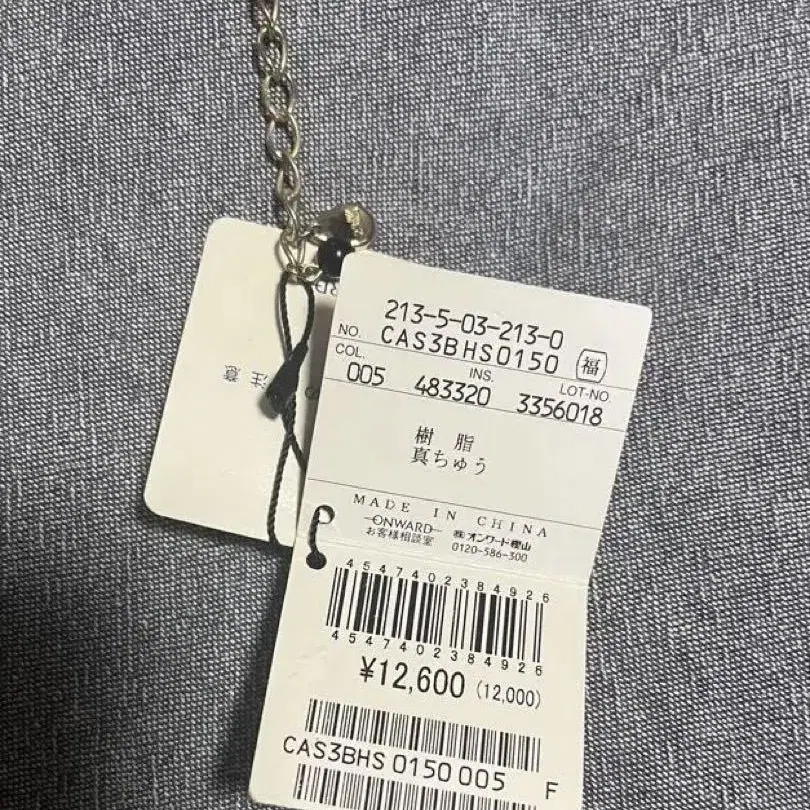 213-5-03-213-0
NO. CAS3BHS0150 福
COL. INS. LOT-NO.
005 483320 3356018
樹 脂
真ちゅう
MADE IN CHINA
ONWARD ㈱オンワード樫山
お客様相談室 0120-586-300
4547402384926
4547402384926
¥12,600 (12,000)
CAS3BHS 0150 005 F
注意